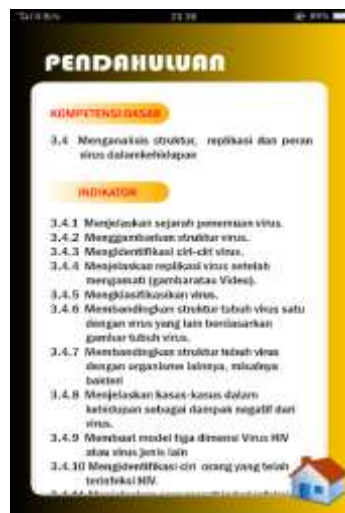 PENDAHULUAN
KOMPETENSI DASAR
3.4 Menganalisis struktur, replikasi dan peran
virus dalamkehidapan
INDIKATOR
3.4.1 Menjelaskan sejarah penemuan virus.
3.4.2 Menggambarkan struktur virus.
3.4.3 Mengidentifikasi ciri-ciri virus.
3.4.4 Menjelaskan replikasi virus setelah
mengamati (gambaratau Video).
3.4.5 Mengklasifikasikan virus.
3.4.6 Membandingkan struktur tubuh virus satu
dengan virus yang lain berdasarkan
gambar tubuh virus.
3.4.7 Membandingkan struktur tubuh virus
dengan organisme lainnya, misalnya
bakteri
3.4.8 Menjelaskan kasas-kasus dalam
kehidupan sebagai dampak negatif dari
virus.
3.4.9 Membuat model tiga dimensi Virus HIV
atau virus jenis lain
3.4.10 Mengidentifikasi ciri orang yang telah
terinfeksi HIV.